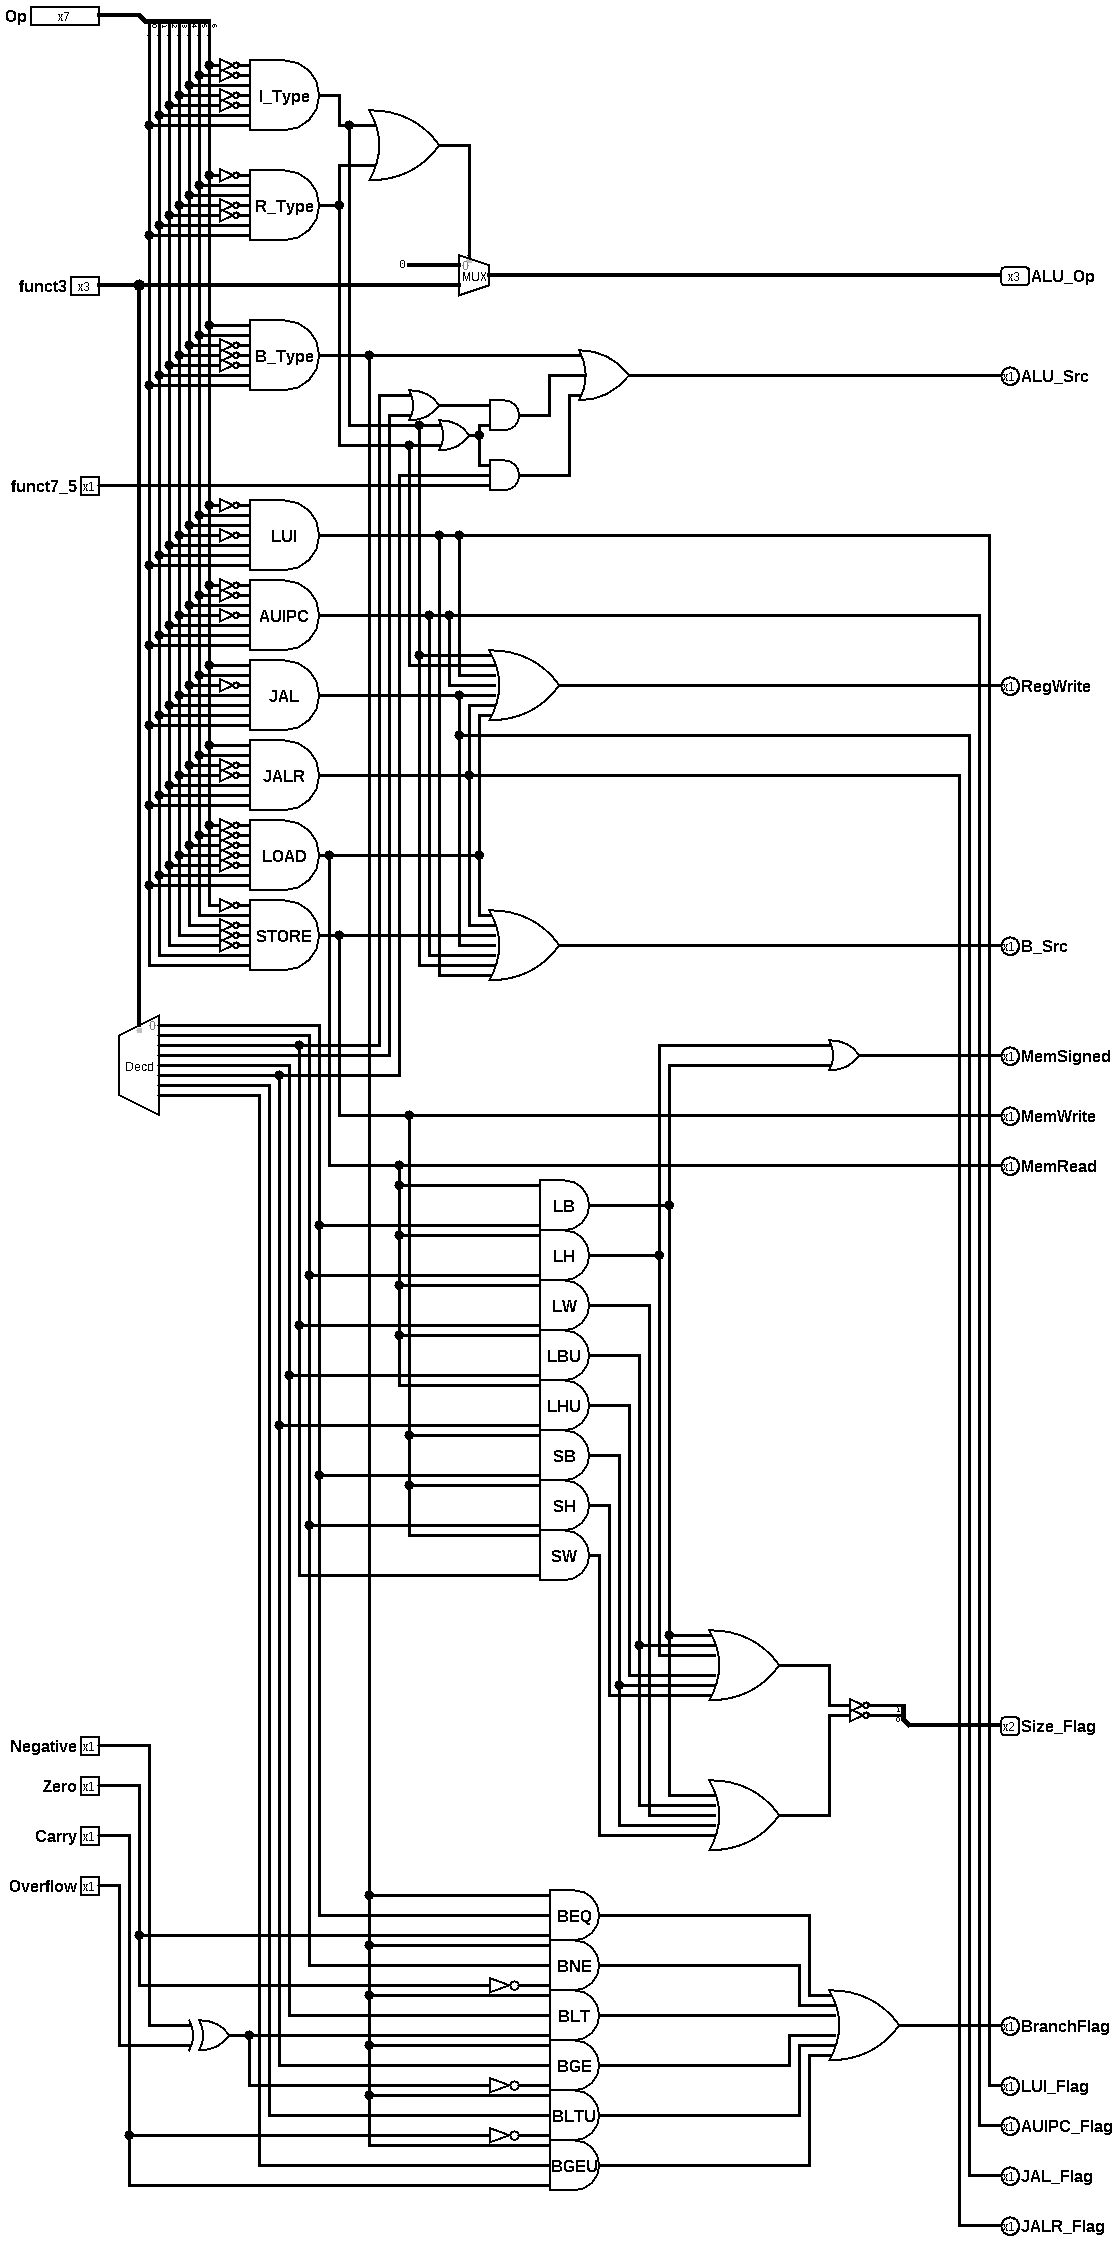 Op x7
I_Type
R_Type
0 0
MUX
funct3 x3
x3 ALU_Op
B_Type
x1 ALU_Src
funct7_5 x1
LUI
AUIPC
JAL
x1 RegWrite
JALR
LOAD
STORE
x1 B_Src
0
Decd
x1 MemSigned
x1 MemWrite
x1 MemRead
LB
LH
LW
LBU
LHU
SB
SH
SW
x2 Size_Flag
Negative x1
Zero x1
Carry x1
Overflow x1
BEQ
BNE
BLT
x1 BranchFlag
BGE
x1 LUI_Flag
BLTU
x1 AUIPC_Flag
BGEU
x1 JAL_Flag
x1 JALR_Flag